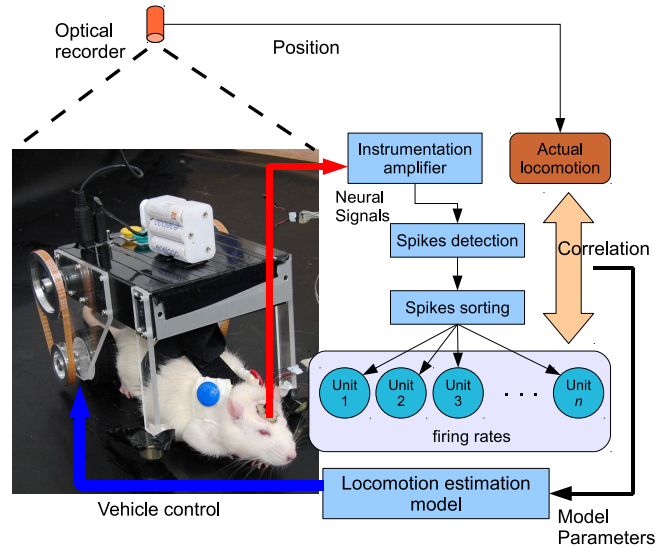 Optical
recorder
Position
Instrumentation
amplifier
Actual
locomotion
Neural
Signals
Spikes detection
Correlation
Spikes sorting
Unit
1
Unit
2
Unit
3
. . .
Unit
n
firing rates
Locomotion estimation
model
Vehicle control
Model
Parameters